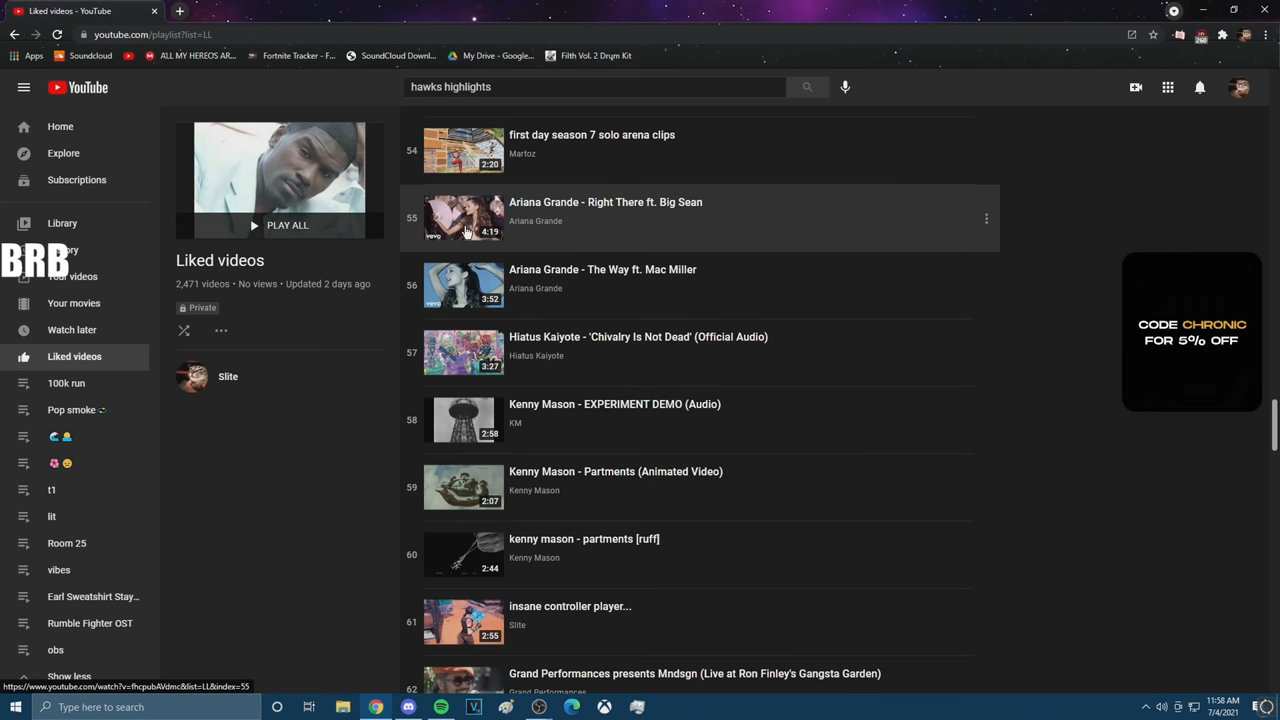 Liked videos - YouTube
youtube.com/playlist?list=LL
260
Apps
Soundcloud
ALL MY HEREOS AR...
Fortnite Tracker - F...
SoundCloud Downl...
My Drive - Google...
Filth Vol. 2 Drum Kit
YouTube
hawks highlights
Home
Explore
Subscriptions
Library
BRB
Your videos
Your movies
Watch later
Liked videos
100k run
Pop smoke
t1
lit
Room 25
vibes
Earl Sweatshirt Stay...
Rumble Fighter OST
obs
Show less
PLAY ALL
Liked videos
2,471 videos • No views • Updated 2 days ago
Private
Slite
54
2:20
first day season 7 solo arena clips
Martoz
55
vevo
4:19
Ariana Grande - Right There ft. Big Sean
Ariana Grande
56
vevo
3:52
Ariana Grande - The Way ft. Mac Miller
Ariana Grande
57
3:27
Hiatus Kaiyote - 'Chivalry Is Not Dead' (Official Audio)
Hiatus Kaiyote
58
2:58
Kenny Mason - EXPERIMENT DEMO (Audio)
KM
59
2:07
Kenny Mason - Partments (Animated Video)
Kenny Mason
60
2:44
kenny mason - partments [ruff]
Kenny Mason
61
2:55
insane controller player...
Slite
62
Grand Performances presents Mndsgn (Live at Ron Finley's Gangsta Garden)
Grand Performances
CODE CHRONIC
FOR 5% OFF
https://www.youtube.com/watch?v=fhcpubAVdmc&list=LL&index=55
Type here to search
11:58 AM
7/4/2021